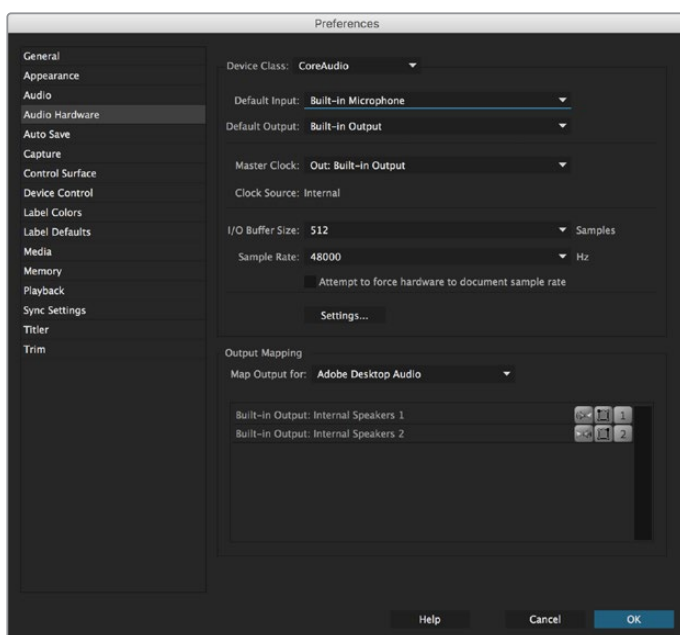 Preferences
General
Appearance
Audio
Audio Hardware
Auto Save
Capture
Control Surface
Device Control
Label Colors
Label Defaults
Media
Memory
Playback
Sync Settings
Titler
Trim
Device Class: CoreAudio
Default Input: Built-in Microphone
Default Output: Built-in Output
Master Clock: Out: Built-in Output
Clock Source: Internal
I/O Buffer Size: 512 Samples
Sample Rate: 48000 Hz
Attempt to force hardware to document sample rate
Settings...
Output Mapping
Map Output for: Adobe Desktop Audio
Built-in Output: Internal Speakers 1 1
Built-in Output: Internal Speakers 2 2
Help Cancel OK